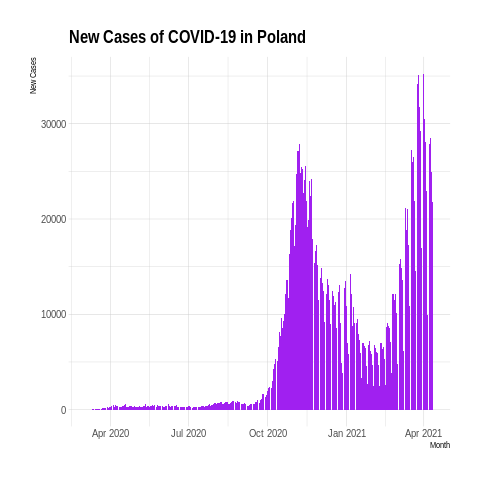 New Cases of COVID-19 in Poland
New Cases
30000
20000
10000
0
Apr 2020 Jul 2020 Oct 2020 Jan 2021 Apr 2021
Month